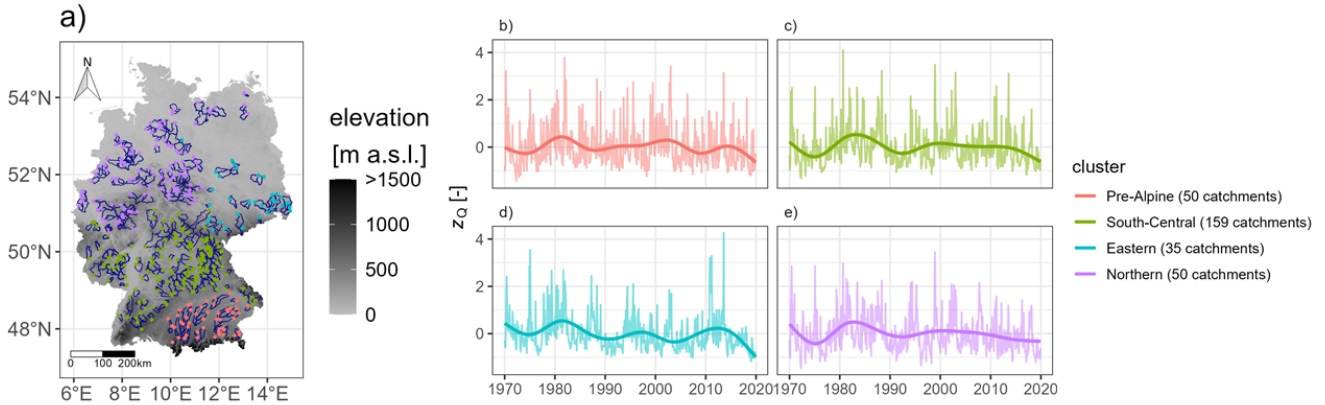 a)
N
54°N
52°N
50°N
48°N
0 100 200km
6°E 8°E 10°E 12°E 14°E
elevation
[m a.s.l.]
>1500
1000
500
0
b)
c)
4
2
0
d)
e)
4
2
0
zQ [-]
1970 1980 1990 2000 2010 2020
1970 1980 1990 2000 2010 2020
cluster
Pre-Alpine (50 catchments)
South-Central (159 catchments)
Eastern (35 catchments)
Northern (50 catchments)